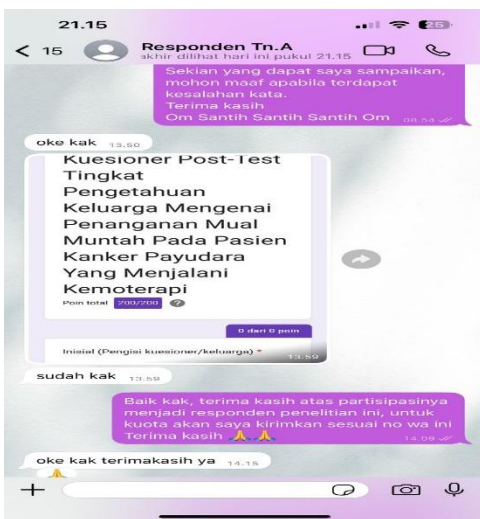 21.15
25
15
Responden Tn.A
akhir dilihat hari ini pukul 21.15
Sekian yang dapat saya sampaikan,
mohon maaf apabila terdapat
kesalahan kata.
Terima kasih
Om Santih Santih Santih Om 08.54
oke kak 13.50
Kuesioner Post-Test
Tingkat
Pengetahuan
Keluarga Mengenai
Penanganan Mual
Muntah Pada Pasien
Kanker Payudara
Yang Menjalani
Kemoterapi
Poin total 200/200
0 dari 0 poin
Inisial (Pengisi kuesioner/keluarga) *
13.59
sudah kak 13.59
Baik kak, terima kasih atas partisipasinya
menjadi responden penelitian ini, untuk
kuota akan saya kirimkan sesuai no wa ini
Terima kasih 🙏🙏 14.09
oke kak terimakasih ya 14.15
🙏